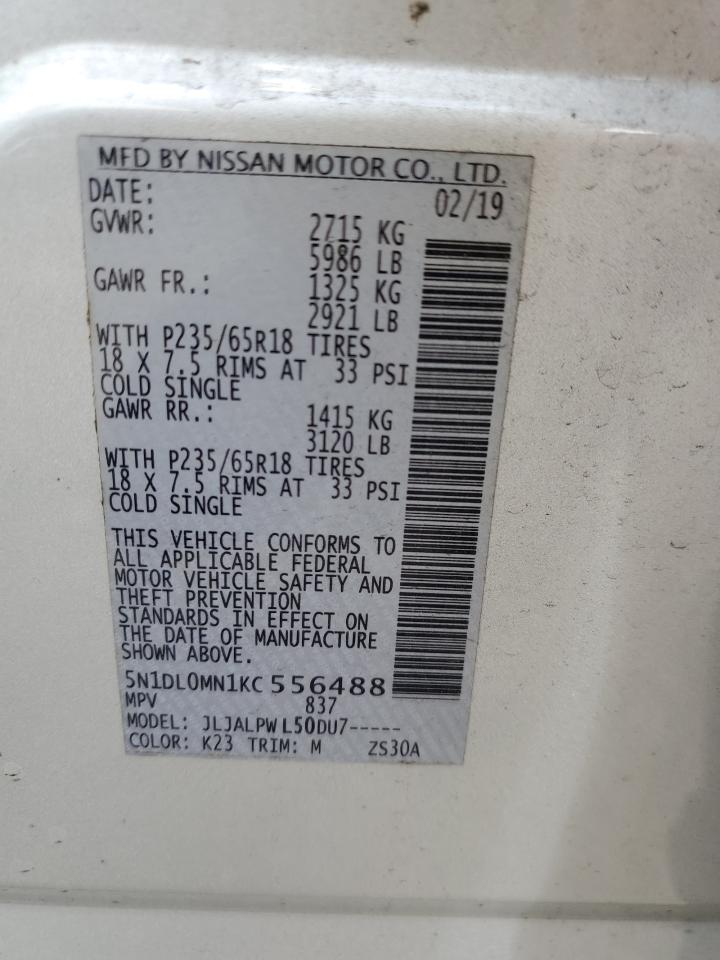 MFD BY NISSAN MOTOR CO., LTD.
DATE: 02/19
GVWR: 2715 KG
5986 LB
GAWR FR.: 1325 KG
2921 LB
WITH P235/65R18 TIRES
18 X 7.5 RIMS AT 33 PSI
COLD SINGLE
GAWR RR.: 1415 KG
3120 LB
WITH P235/65R18 TIRES
18 X 7.5 RIMS AT 33 PSI
COLD SINGLE
THIS VEHICLE CONFORMS TO
ALL APPLICABLE FEDERAL
MOTOR VEHICLE SAFETY AND
THEFT PREVENTION
STANDARDS IN EFFECT ON
THE DATE OF MANUFACTURE
SHOWN ABOVE.
5N1DL0MN1KC556488
MPV 837
MODEL: JLJALPWL50DU7-----
COLOR: K23 TRIM: M ZS30A